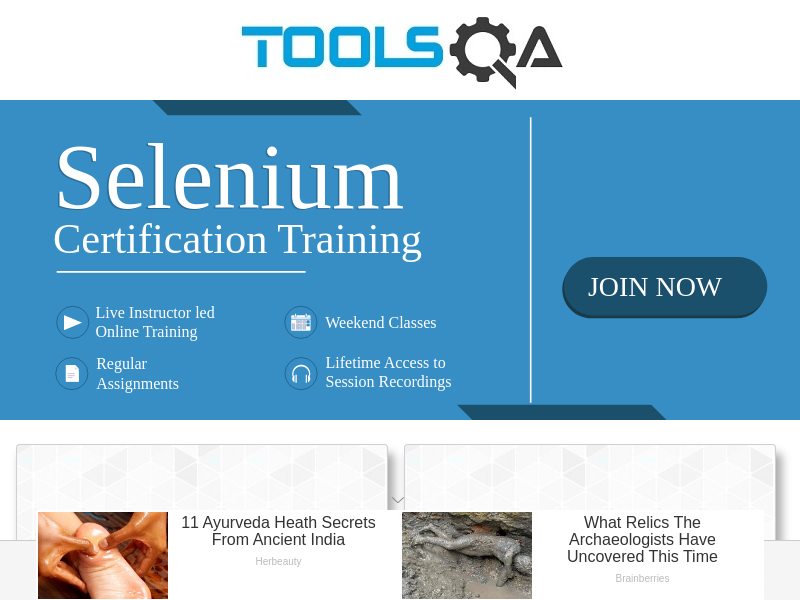 TOOLSQA
Selenium
Certification Training
JOIN NOW
Live Instructor led
Online Training
Weekend Classes
Regular
Assignments
Lifetime Access to
Session Recordings
11 Ayurveda Heath Secrets
From Ancient India
Herbeauty
What Relics The
Archaeologists Have
Uncovered This Time
Brainberries